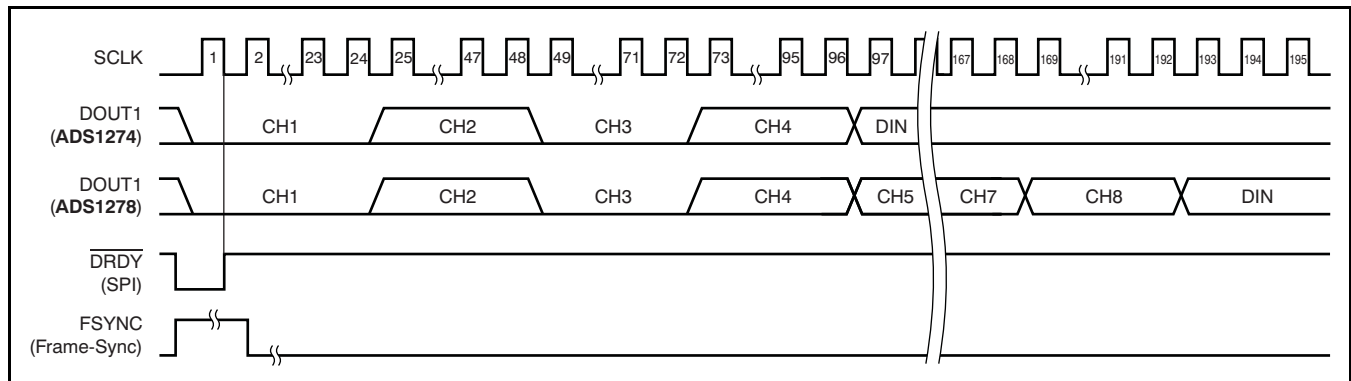 SCLK 1 2 23 24 25 47 48 49 71 72 73 95 96 97 167 168 169 191 192 193 194 195
DOUT1
(ADS1274)
CH1 CH2 CH3 CH4 DIN
DOUT1
(ADS1278)
CH1 CH2 CH3 CH4 CH5 CH7 CH8 DIN
DRDY
(SPI)
FSYNC
(Frame-Sync)